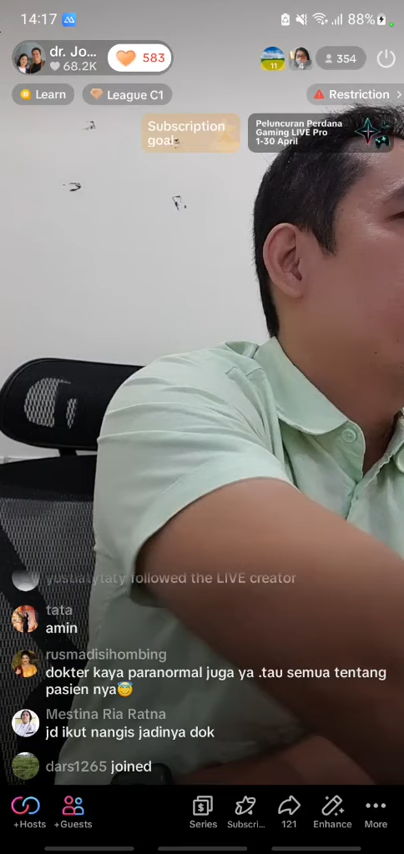 14:17
88%
dr. Jo...
68.2K
583
11
354
Learn
League C1
Restriction
Subscription
goal
Peluncuran Perdana
Gaming LIVE Pro
1-30 April
yustiatytaty followed the LIVE creator
tata
amin
rusmadisihombing
dokter kaya paranormal juga ya .tau semua tentang
pasien nya😇
Mestina Ria Ratna
jd ikut nangis jadinya dok
dars1265 joined
+Hosts
+Guests
Series
Subscri...
121
Enhance
More